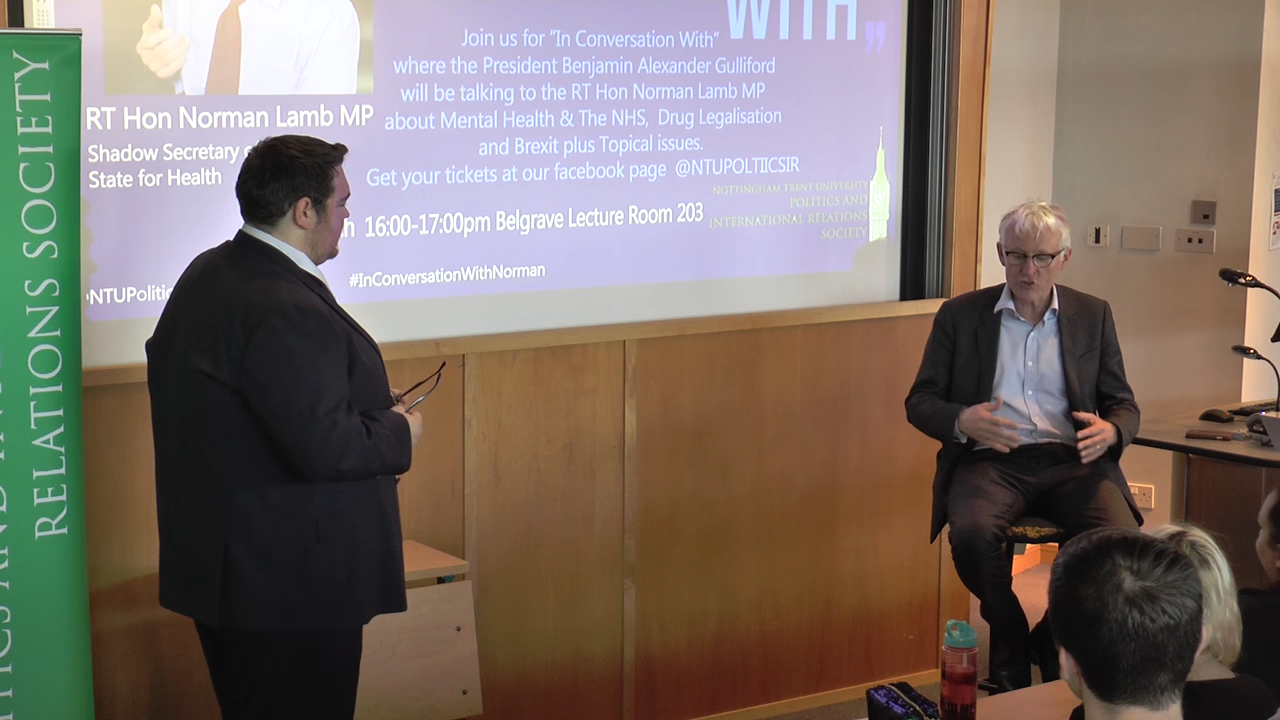 WITH”
Join us for “In Conversation With”
where the President Benjamin Alexander Gulliford
will be talking to the RT Hon Norman Lamb MP
about Mental Health & The NHS, Drug Legalisation
and Brexit plus Topical issues.
Get your tickets at our facebook page @NTUPOLTIICSIR
RT Hon Norman Lamb MP
Shadow Secretary
State for Health
16:00-17:00pm Belgrave Lecture Room 203
#InConversationWithNorman
NOTTINGHAM TRENT UNIVERSITY
POLITICS AND
INTERNATIONAL RELATIONS
SOCIETY
RELATIONS SOCIETY